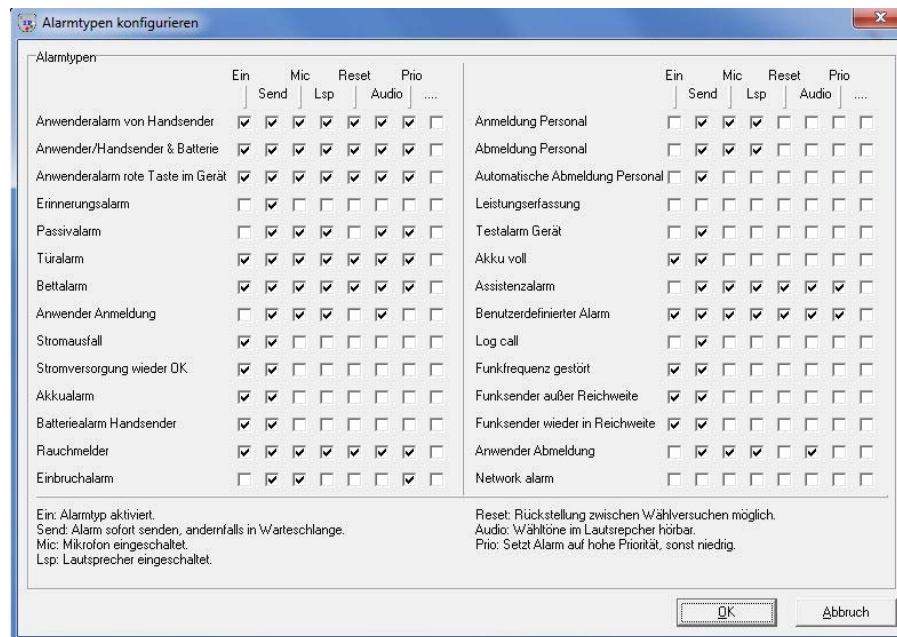 Alarmtypen konfigurieren
Alarmtypen
Ein Mic Reset Prio
Send Lsp Audio ....
Anwenderalarm von Handsender
Anwender/Handsender & Batterie
Anwenderalarm rote Taste im Gerät
Erinnerungsalarm
Passivalarm
Türalarm
Bettalarm
Anwender Anmeldung
Stromausfall
Stromversorgung wieder OK
Akkualarm
Batteriealarm Handsender
Rauchmelder
Einbruchalarm
Ein Mic Reset Prio
Send Lsp Audio ....
Anmeldung Personal
Abmeldung Personal
Automatische Abmeldung Personal
Leistungserfassung
Testalarm Gerät
Akku voll
Assistenzalarm
Benutzerdefinierter Alarm
Log call
Funkfrequenz gestört
Funksender außer Reichweite
Funksender wieder in Reichweite
Anwender Abmeldung
Network alarm
Ein: Alarmtyp aktiviert.
Send: Alarm sofort senden, andernfalls in Warteschlange.
Mic: Mikrofon eingeschaltet.
Lsp: Lautsprecher eingeschaltet.
Reset: Rückstellung zwischen Wählversuchen möglich.
Audio: Wähltöne im Lautsrepcher hörbar.
Prio: Setzt Alarm auf hohe Priorität, sonst niedrig.
OK
Abbruch